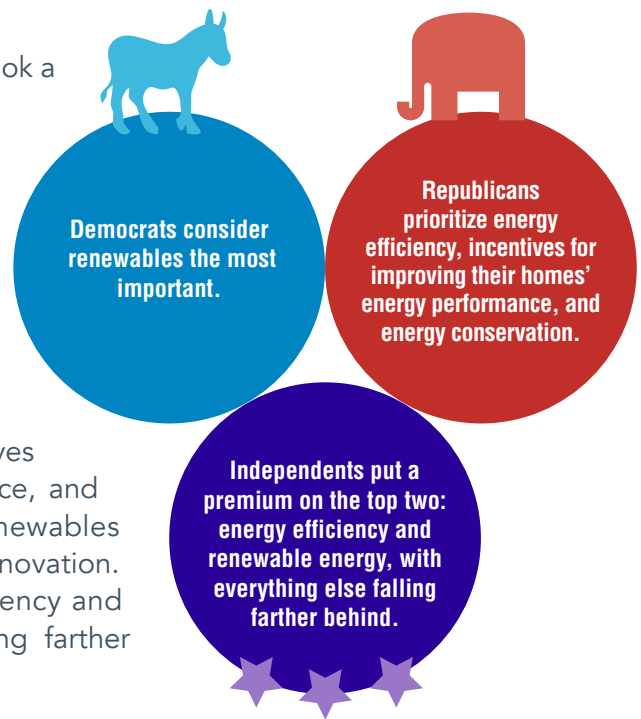 ok a
Democrats consider
renewables the most
important.
Republicans
prioritize energy
efficiency, incentives for
improving their homes’
energy performance, and
energy conservation.
ce, and
newables
novation.
ency and
ng farther
Independents put a
premium on the top two:
energy efficiency and
renewable energy, with
everything else falling
farther behind.